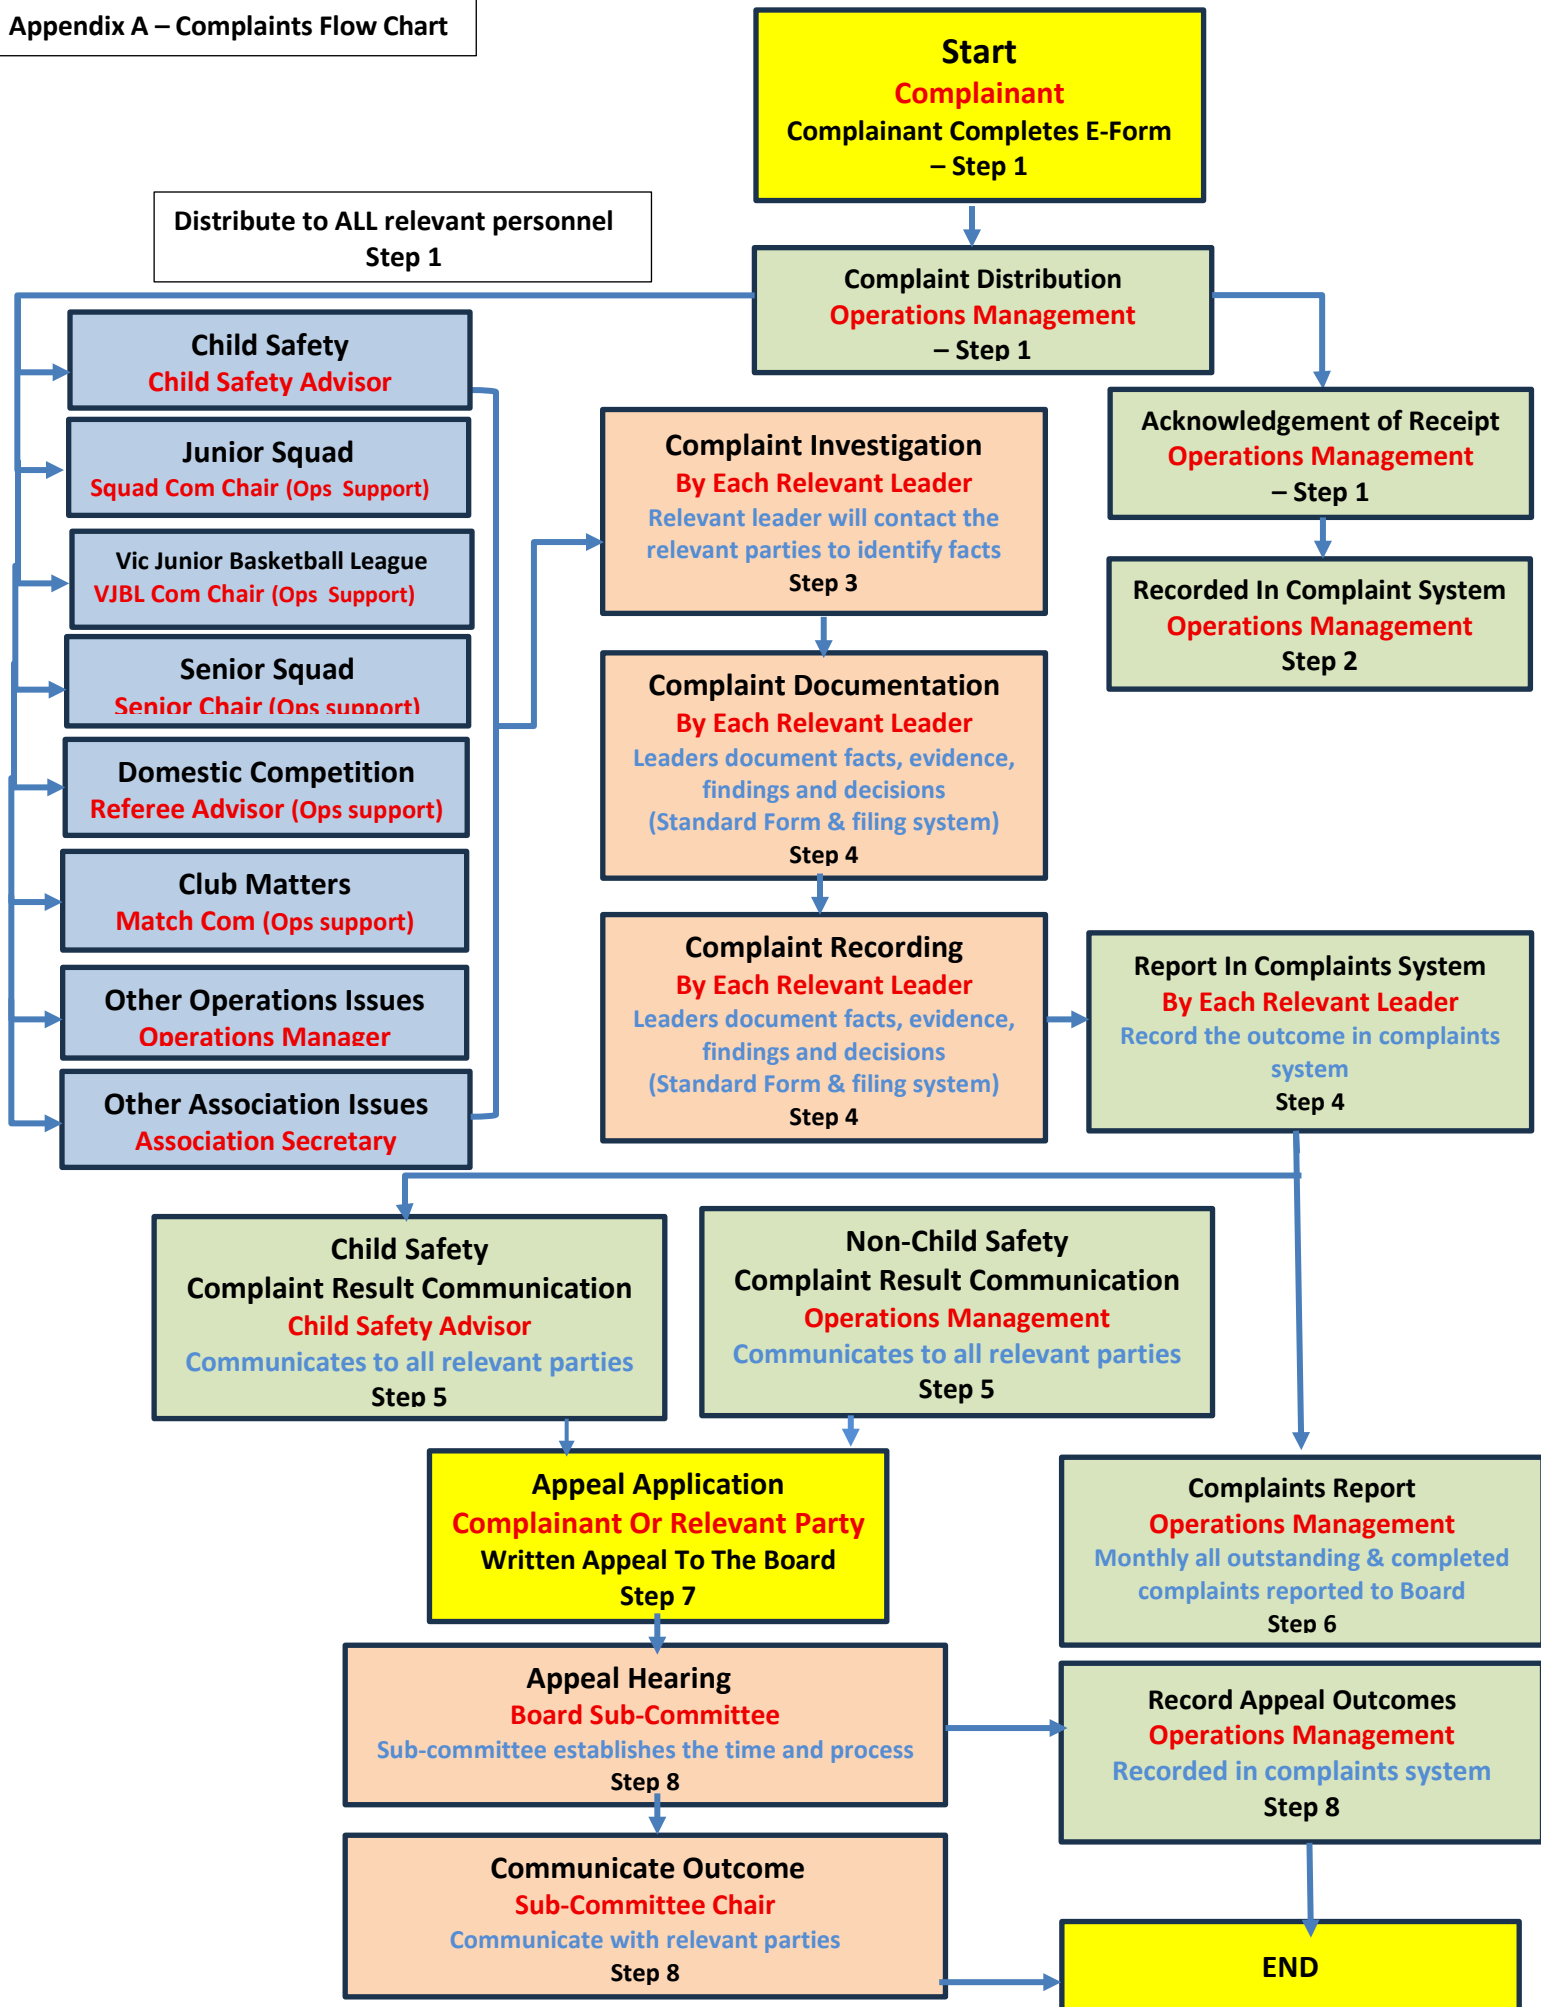 Appendix A – Complaints Flow Chart
Start
Complainant
Complainant Completes E-Form
– Step 1
Distribute to ALL relevant personnel
Step 1
Complaint Distribution
Operations Management
– Step 1
Child Safety
Child Safety Advisor
Junior Squad
Squad Com Chair (Ops Support)
Vic Junior Basketball League
VJBL Com Chair (Ops Support)
Senior Squad
Senior Chair (Ops support)
Domestic Competition
Referee Advisor (Ops support)
Club Matters
Match Com (Ops support)
Other Operations Issues
Operations Manager
Other Association Issues
Association Secretary
Complaint Investigation
By Each Relevant Leader
Relevant leader will contact the
relevant parties to identify facts
Step 3
Acknowledgement of Receipt
Operations Management
– Step 1
Recorded In Complaint System
Operations Management
Step 2
Complaint Documentation
By Each Relevant Leader
Leaders document facts, evidence,
findings and decisions
(Standard Form & filing system)
Step 4
Complaint Recording
By Each Relevant Leader
Leaders document facts, evidence,
findings and decisions
(Standard Form & filing system)
Step 4
Report In Complaints System
By Each Relevant Leader
Record the outcome in complaints
system
Step 4
Child Safety
Complaint Result Communication
Child Safety Advisor
Communicates to all relevant parties
Step 5
Non-Child Safety
Complaint Result Communication
Operations Management
Communicates to all relevant parties
Step 5
Appeal Application
Complainant Or Relevant Party
Written Appeal To The Board
Step 7
Complaints Report
Operations Management
Monthly all outstanding & completed
complaints reported to Board
Step 6
Appeal Hearing
Board Sub-Committee
Sub-committee establishes the time and process
Step 8
Record Appeal Outcomes
Operations Management
Recorded in complaints system
Step 8
Communicate Outcome
Sub-Committee Chair
Communicate with relevant parties
Step 8
END